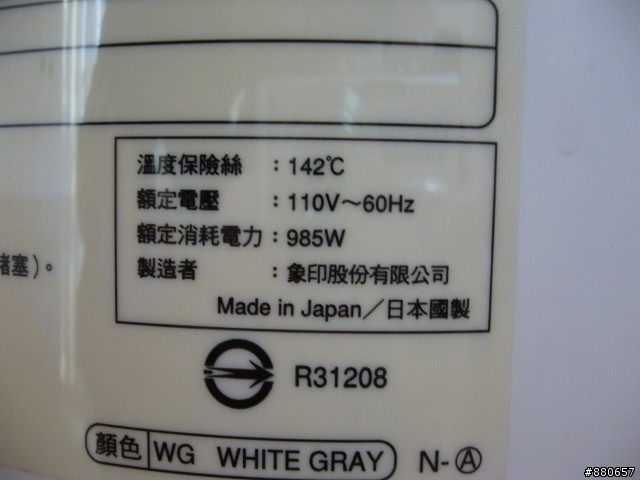 溫度保險絲:142℃
額定電壓:110V～60Hz
額定消耗電力:985W
堵塞)。
製造者:象印股份有限公司
Made in Japan／日本國製
R31208
顏色 WG WHITE GRAY N-Ⓐ
#880657